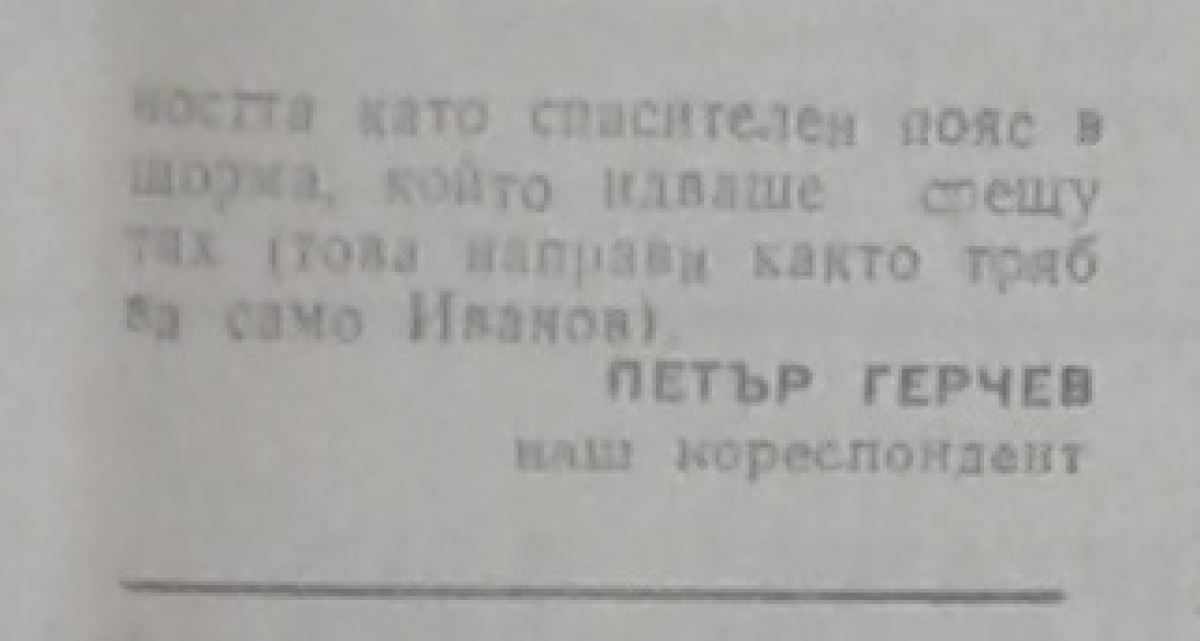 ността като спасителен пояс в
щорма, който идваше срещу
тях (това направи както тряб
ва само Иванов).
ПЕТЪР ГЕРЧЕВ
наш кореспондент